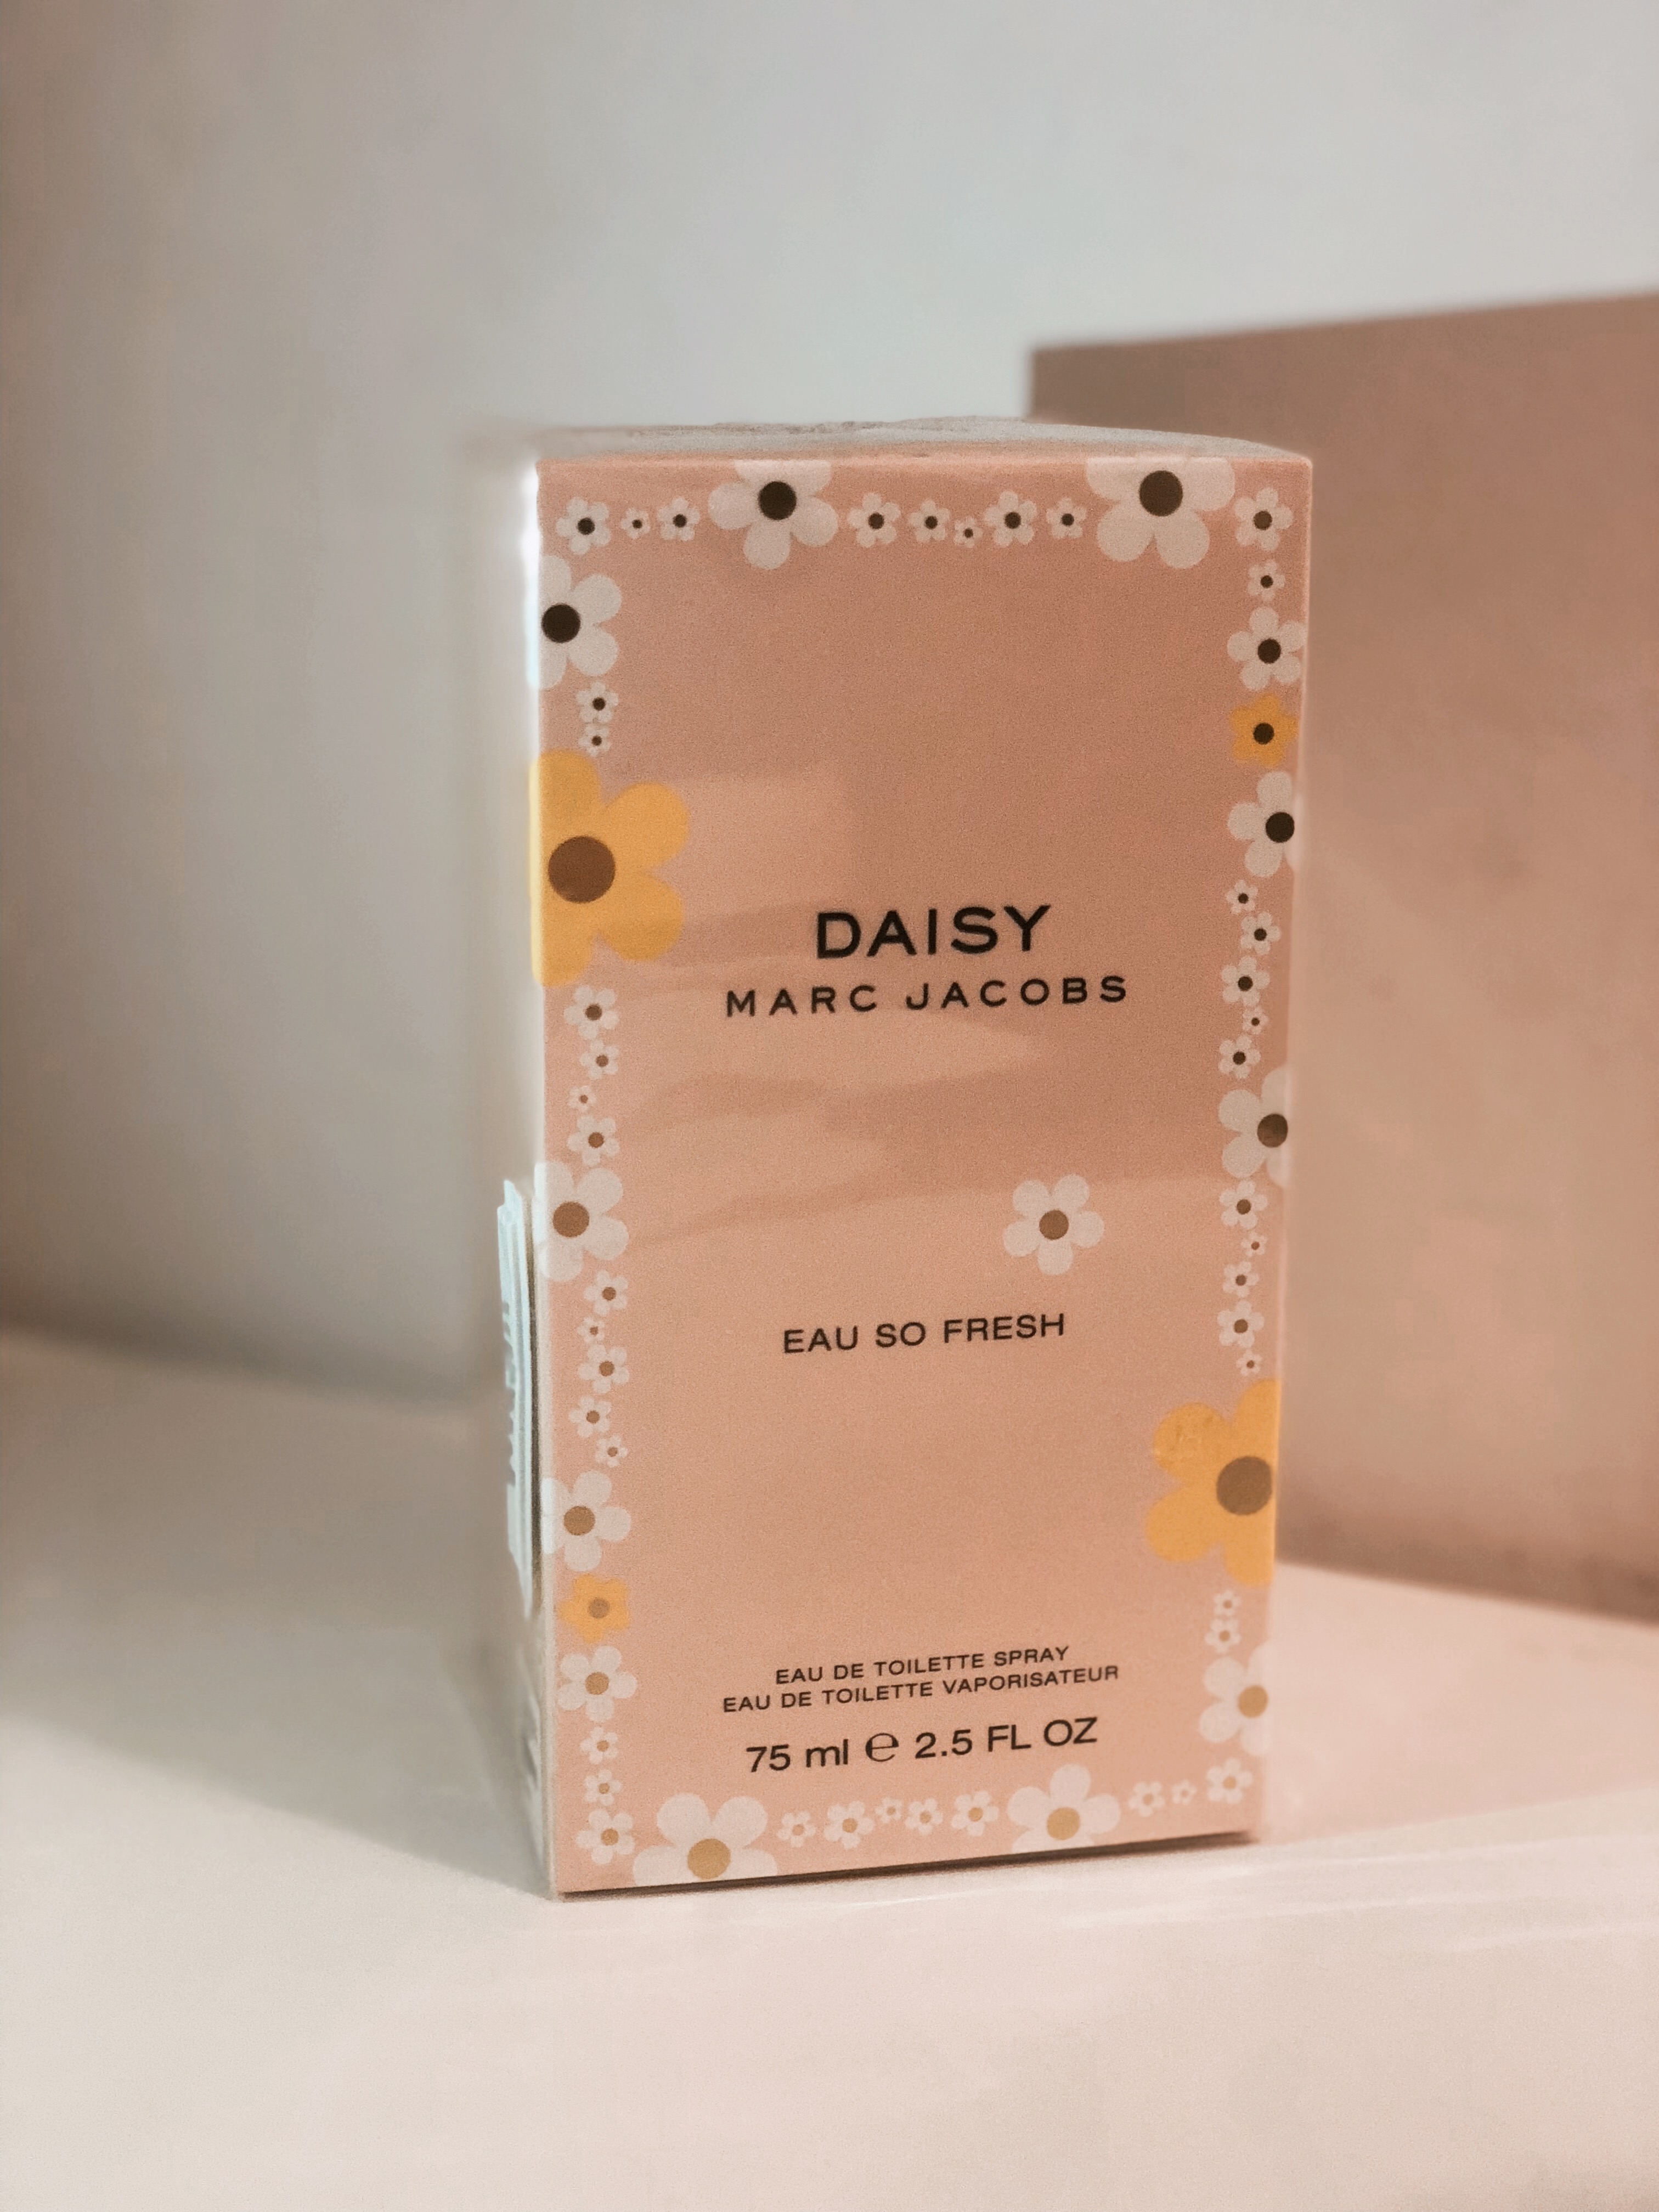 DAISY
MARC JACOBS
EAU SO FRESH
EAU DE TOILETTE SPRAY
EAU DE TOILETTE VAPORISATEUR
75 ml ℮ 2.5 FL OZ